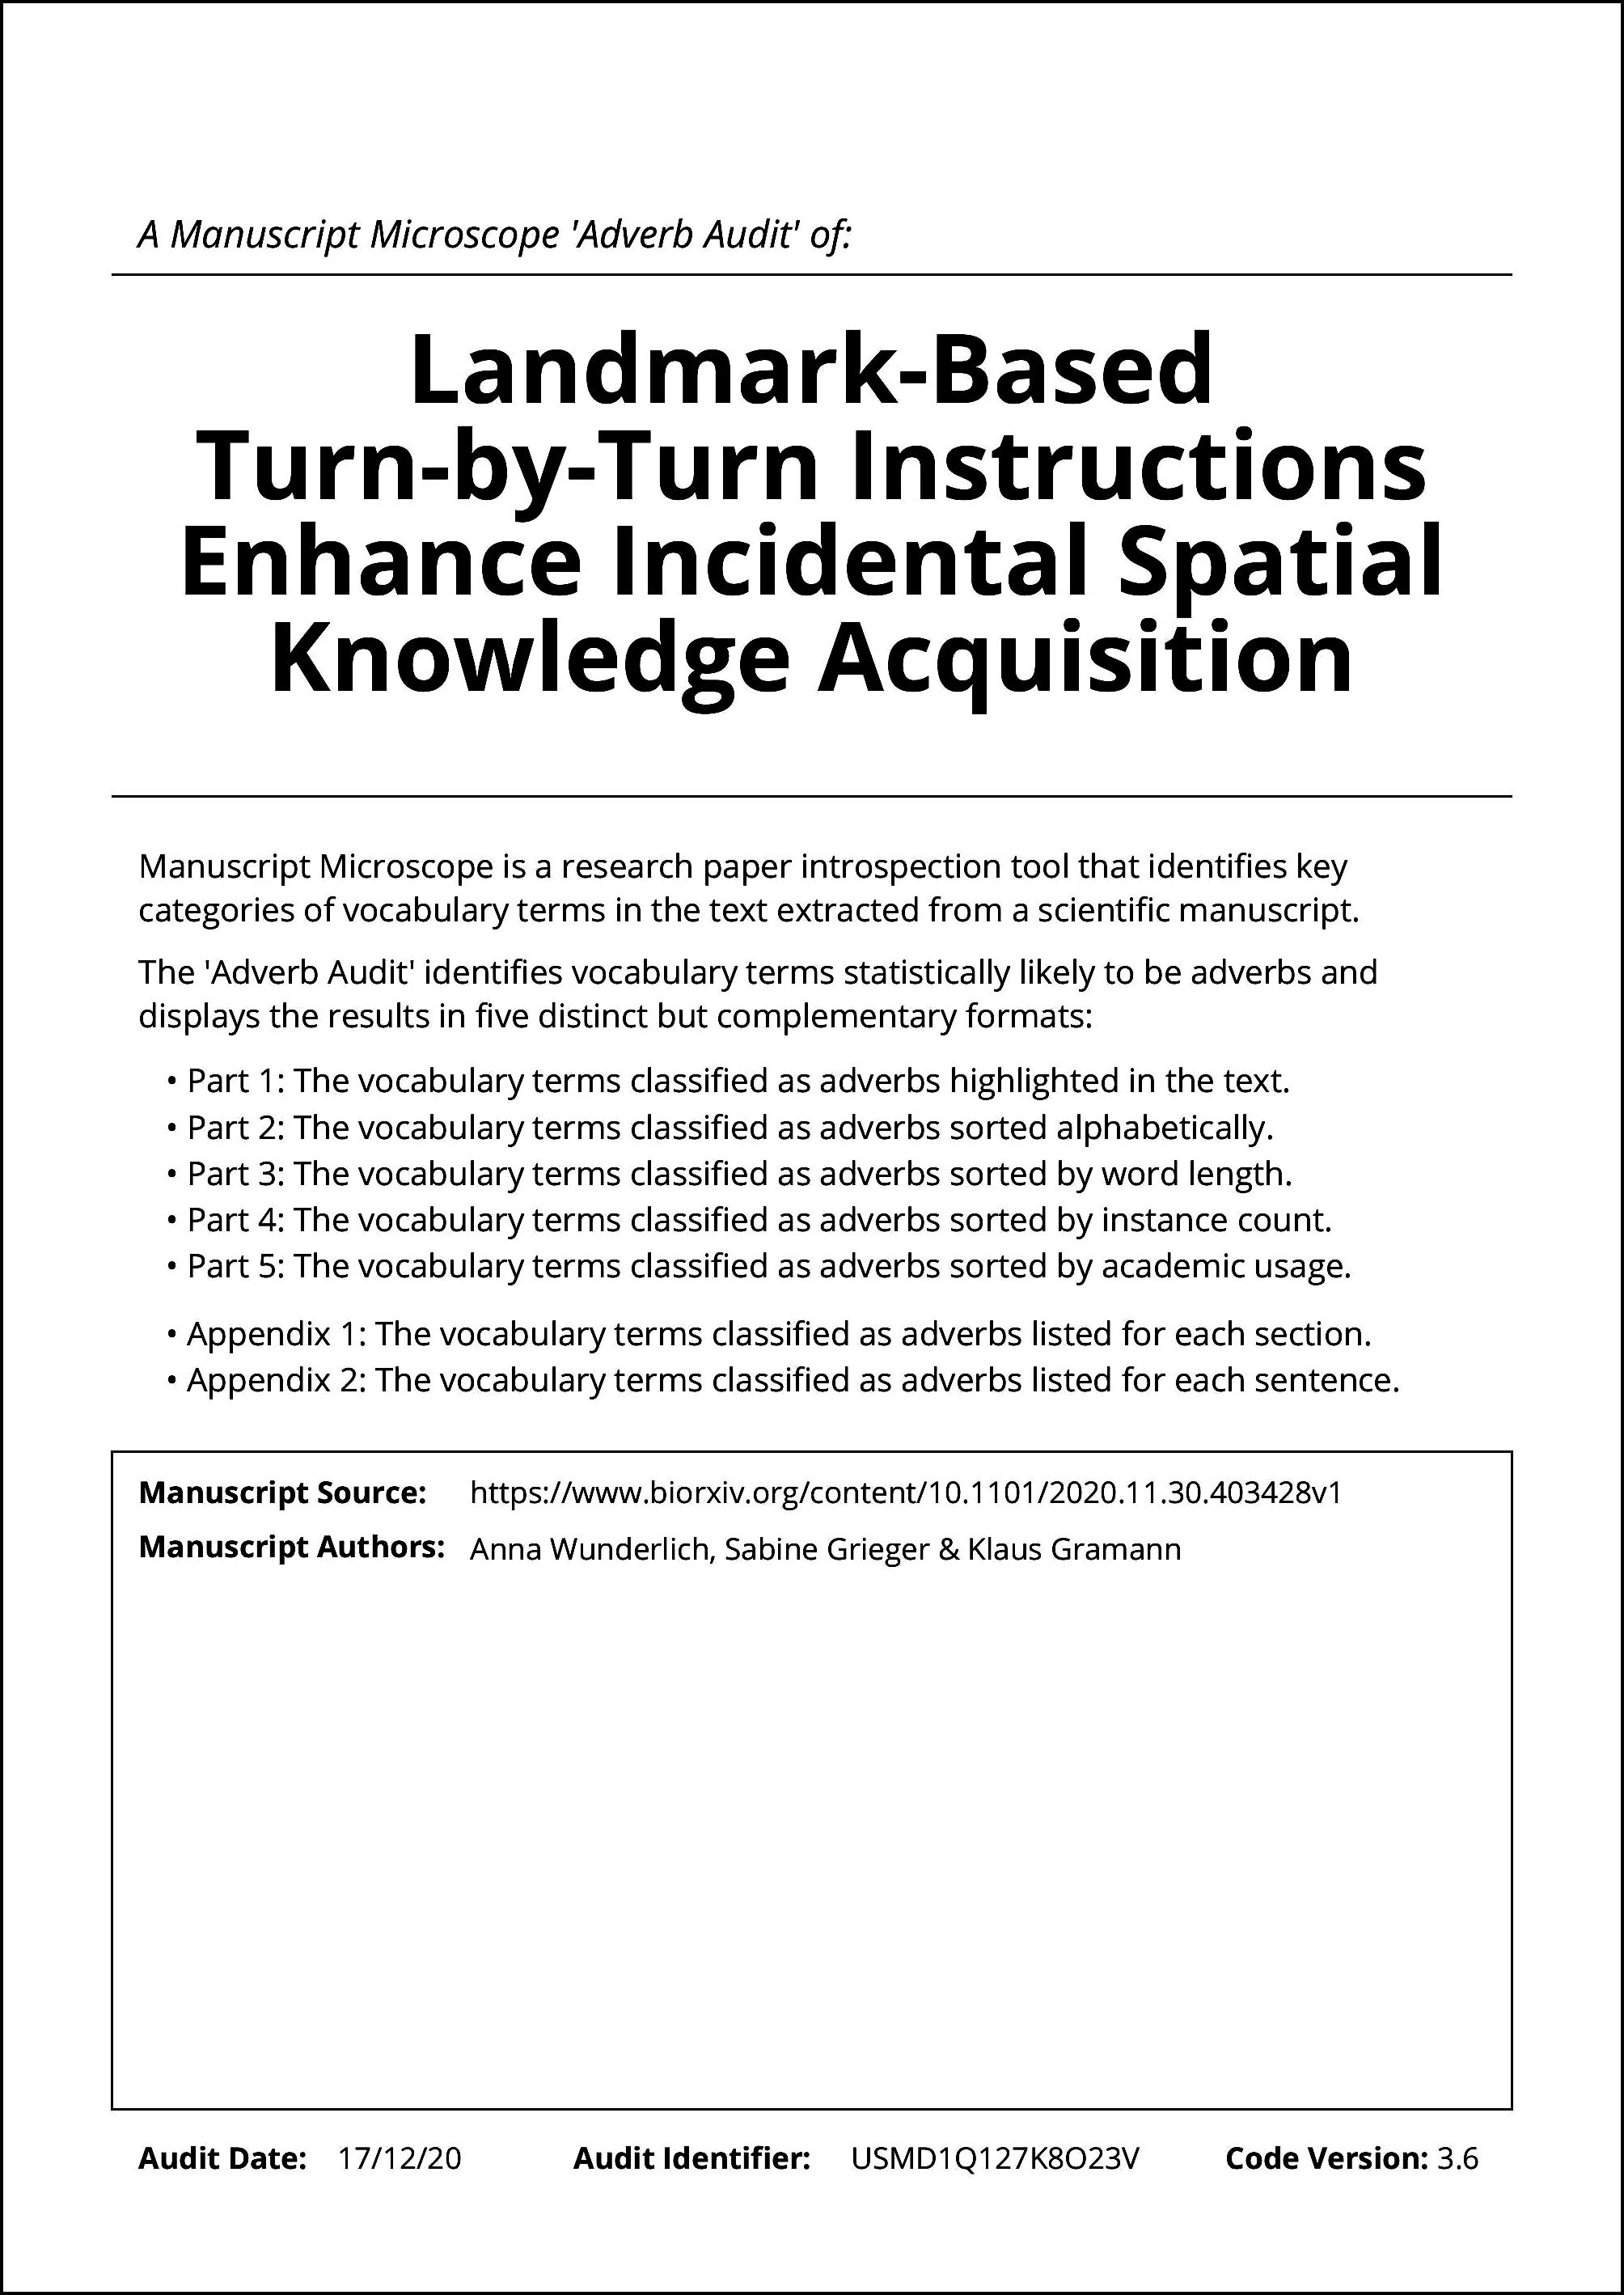 A Manuscript Microscope 'Adverb Audit' of:
Landmark-Based
Turn-by-Turn Instructions
Enhance Incidental Spatial
Knowledge Acquisition
Manuscript Microscope is a research paper introspection tool that identifies key
categories of vocabulary terms in the text extracted from a scientific manuscript.
The 'Adverb Audit' identifies vocabulary terms statistically likely to be adverbs and
displays the results in five distinct but complementary formats:
• Part 1: The vocabulary terms classified as adverbs highlighted in the text.
• Part 2: The vocabulary terms classified as adverbs sorted alphabetically.
• Part 3: The vocabulary terms classified as adverbs sorted by word length.
• Part 4: The vocabulary terms classified as adverbs sorted by instance count.
• Part 5: The vocabulary terms classified as adverbs sorted by academic usage.
• Appendix 1: The vocabulary terms classified as adverbs listed for each section.
• Appendix 2: The vocabulary terms classified as adverbs listed for each sentence.
Manuscript Source: https://www.biorxiv.org/content/10.1101/2020.11.30.403428v1
Manuscript Authors: Anna Wunderlich, Sabine Grieger & Klaus Gramann
Audit Date: 17/12/20 Audit Identifier: USMD1Q127K8O23V Code Version: 3.6